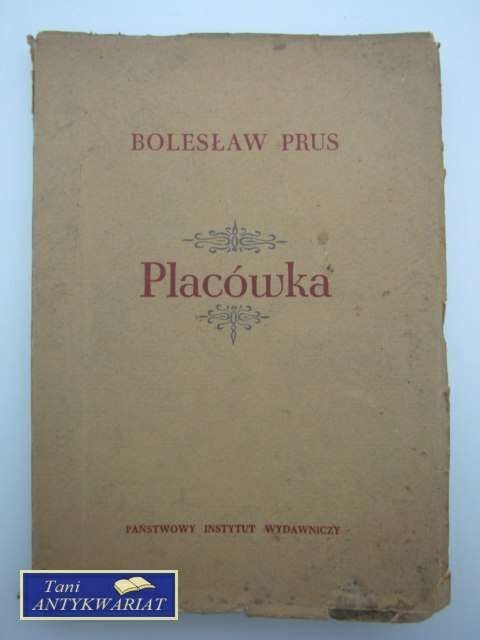 BOLESŁAW PRUS
Placówka
PAŃSTWOWY INSTYTUT WYDAWNICZY
Tani
ANTYKWARIAT